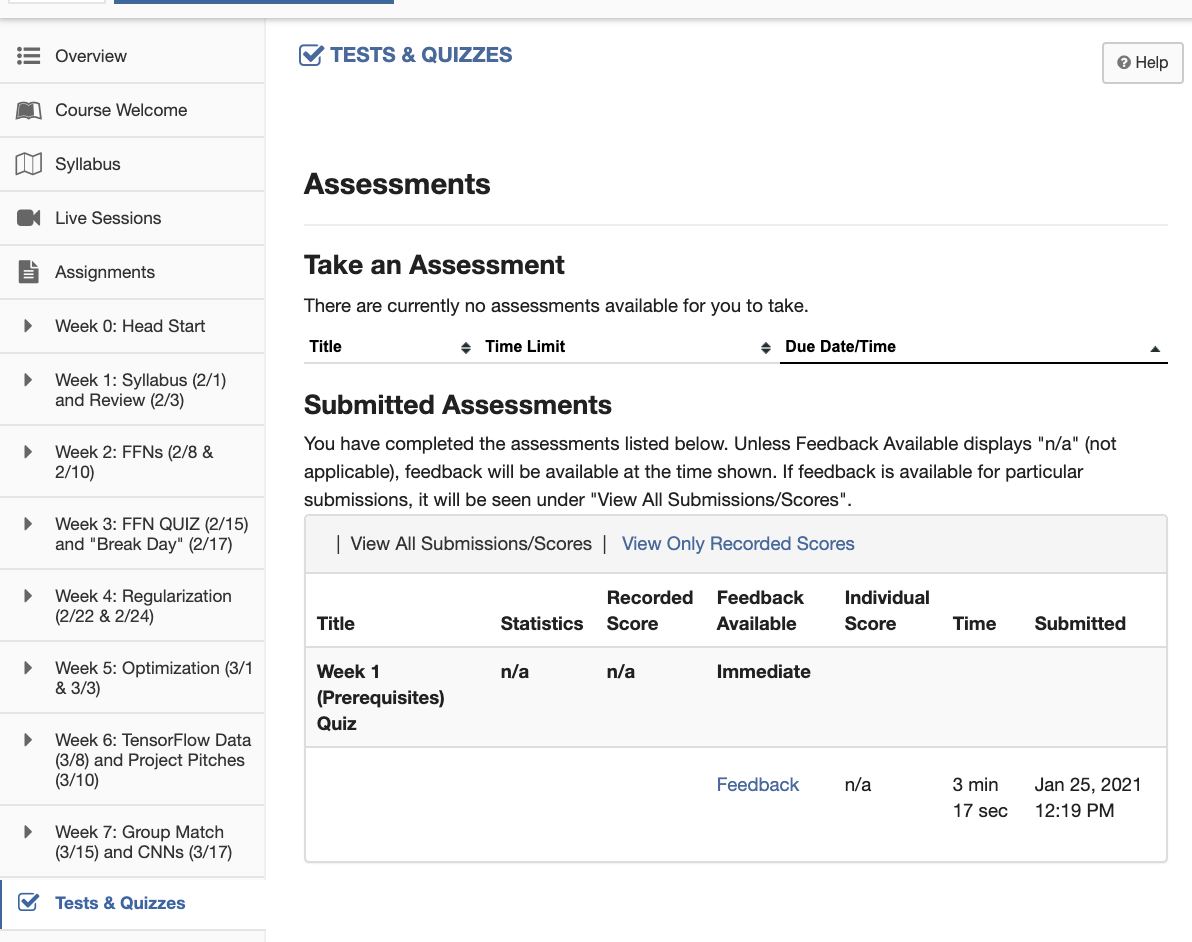 Overview
Course Welcome
Syllabus
Live Sessions
Assignments
Week 0: Head Start
Week 1: Syllabus (2/1)
and Review (2/3)
Week 2: FFNs (2/8 &
2/10)
Week 3: FFN QUIZ (2/15)
and "Break Day" (2/17)
Week 4: Regularization
(2/22 & 2/24)
Week 5: Optimization (3/1
& 3/3)
Week 6: TensorFlow Data
(3/8) and Project Pitches
(3/10)
Week 7: Group Match
(3/15) and CNNs (3/17)
Tests & Quizzes
TESTS & QUIZZES
Help
Assessments
Take an Assessment
There are currently no assessments available for you to take.
Title Time Limit Due Date/Time
Submitted Assessments
You have completed the assessments listed below. Unless Feedback Available displays "n/a" (not
applicable), feedback will be available at the time shown. If feedback is available for particular
submissions, it will be seen under "View All Submissions/Scores".
| View All Submissions/Scores | View Only Recorded Scores
Title Statistics Recorded Score Feedback Available Individual Score Time Submitted
Week 1 (Prerequisites) Quiz n/a n/a Immediate
Feedback n/a 3 min 17 sec Jan 25, 2021 12:19 PM